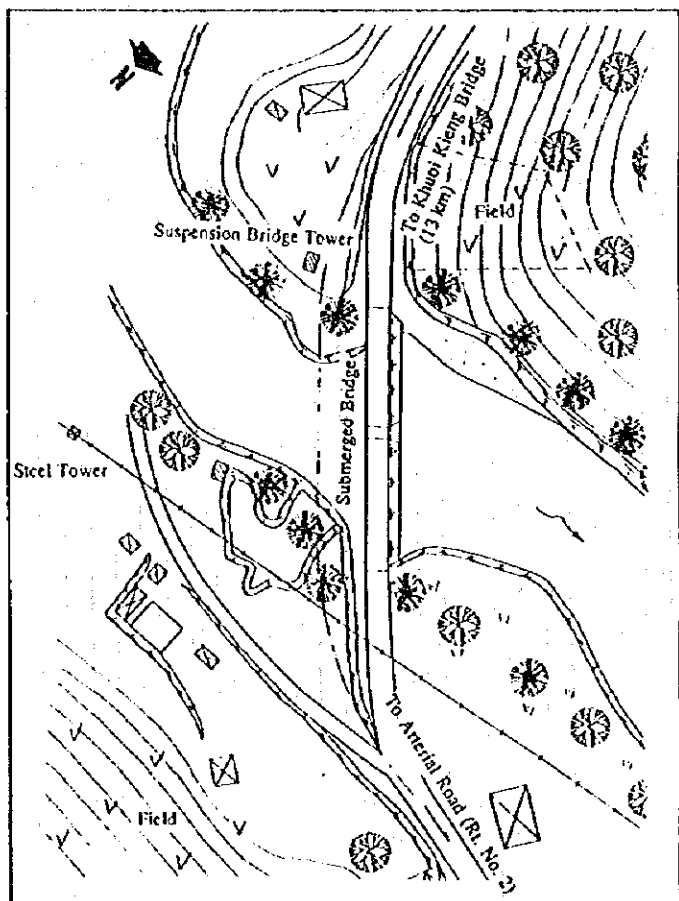 N
To Khuoi Kieng Bridge
(13 km)
Field
Suspension Bridge Tower
Submerged Bridge
Steel Tower
To Arterial Road (Rt. No. 2)
Field